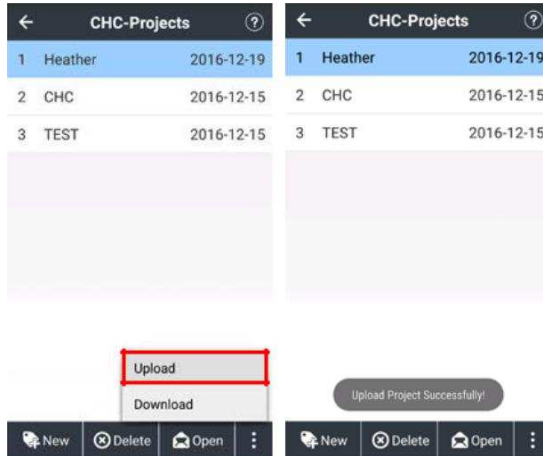 CHC-Projects
1 Heather 2016-12-19
2 CHC 2016-12-15
3 TEST 2016-12-15
Upload
Download
New Delete Open
CHC-Projects
1 Heather 2016-12-19
2 CHC 2016-12-15
3 TEST 2016-12-15
Upload Project Successfully!
New Delete Open